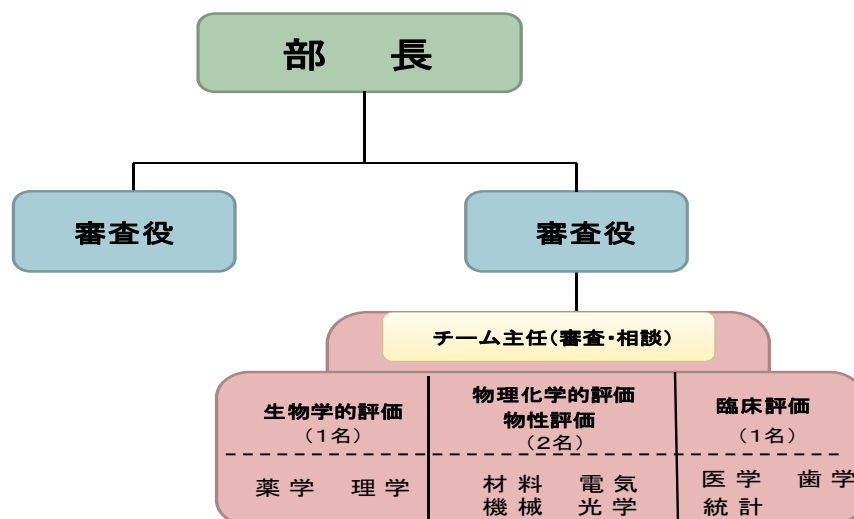 部 長
審査役
審査役
チーム主任(審査・相談)
生物学的評価
(1名)
薬学 理学
物理化学的評価
物性評価
(2名)
材料 電気
機械 光学
臨床評価
(1名)
医学 歯学
統計